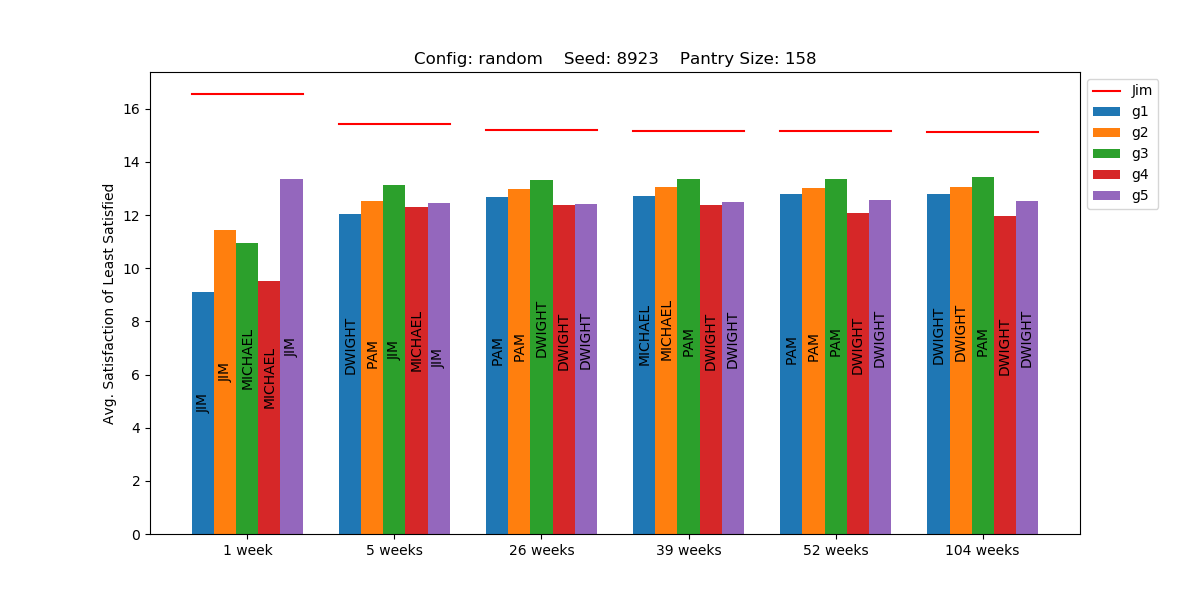 Config: random    Seed: 8923    Pantry Size: 158
Avg. Satisfaction of Least Satisfied
16
14
12
10
8
6
4
2
0
JIM
JIM
MICHAEL
MICHAEL
JIM
DWIGHT
PAM
JIM
MICHAEL
JIM
PAM
PAM
DWIGHT
DWIGHT
DWIGHT
MICHAEL
MICHAEL
PAM
DWIGHT
DWIGHT
PAM
PAM
PAM
DWIGHT
DWIGHT
DWIGHT
DWIGHT
PAM
DWIGHT
DWIGHT
1 week
5 weeks
26 weeks
39 weeks
52 weeks
104 weeks
Jim
g1
g2
g3
g4
g5